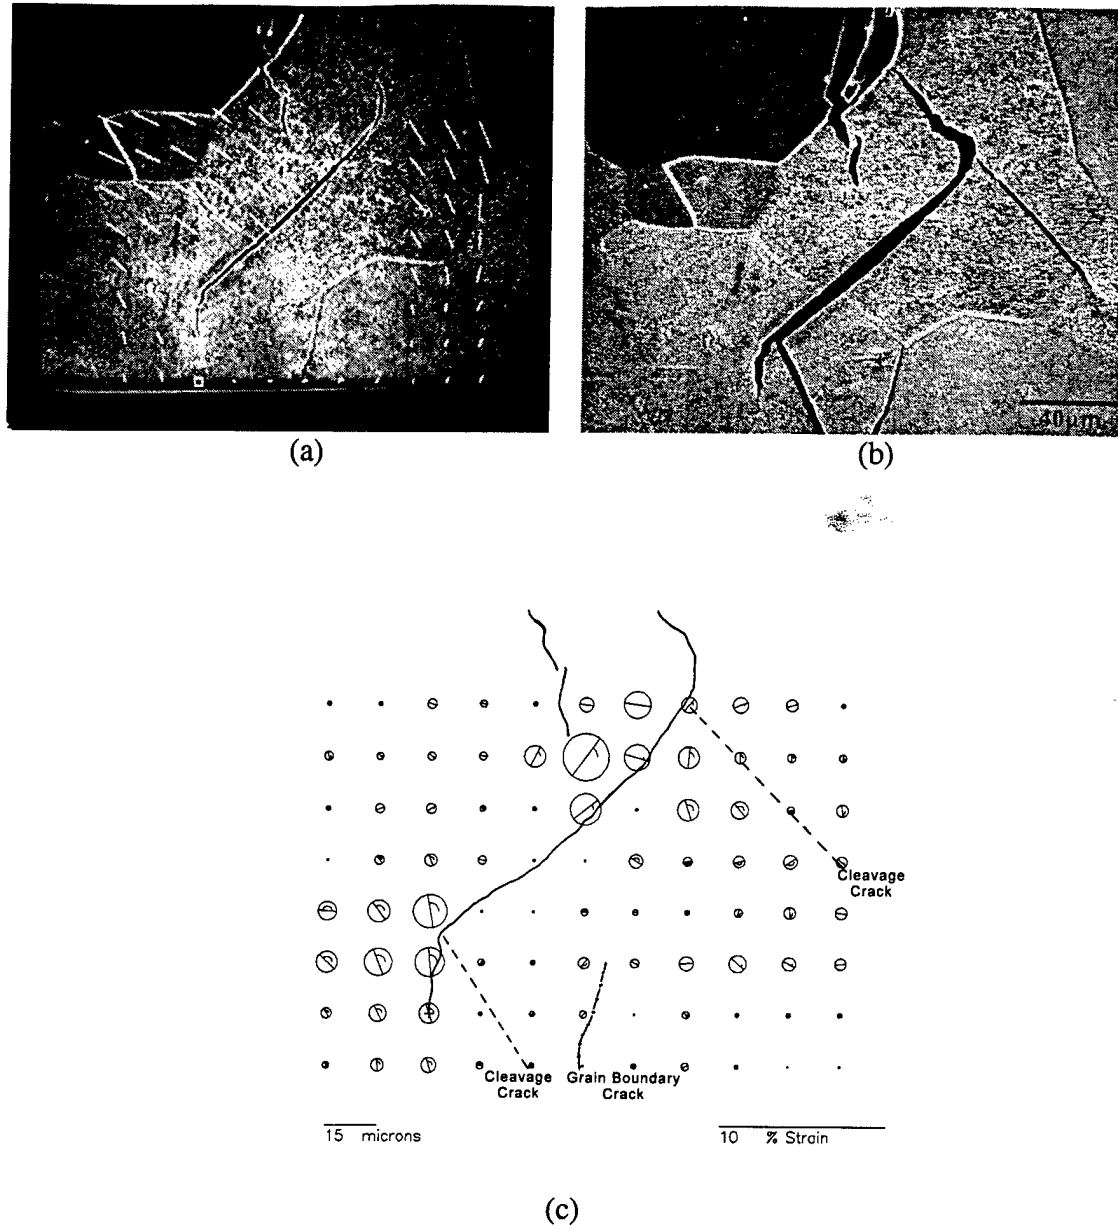 40µm
(a)
(b)
Cleavage
Crack
Cleavage
Crack
Grain Boundary
Crack
15 microns
10 % Strain
(c)